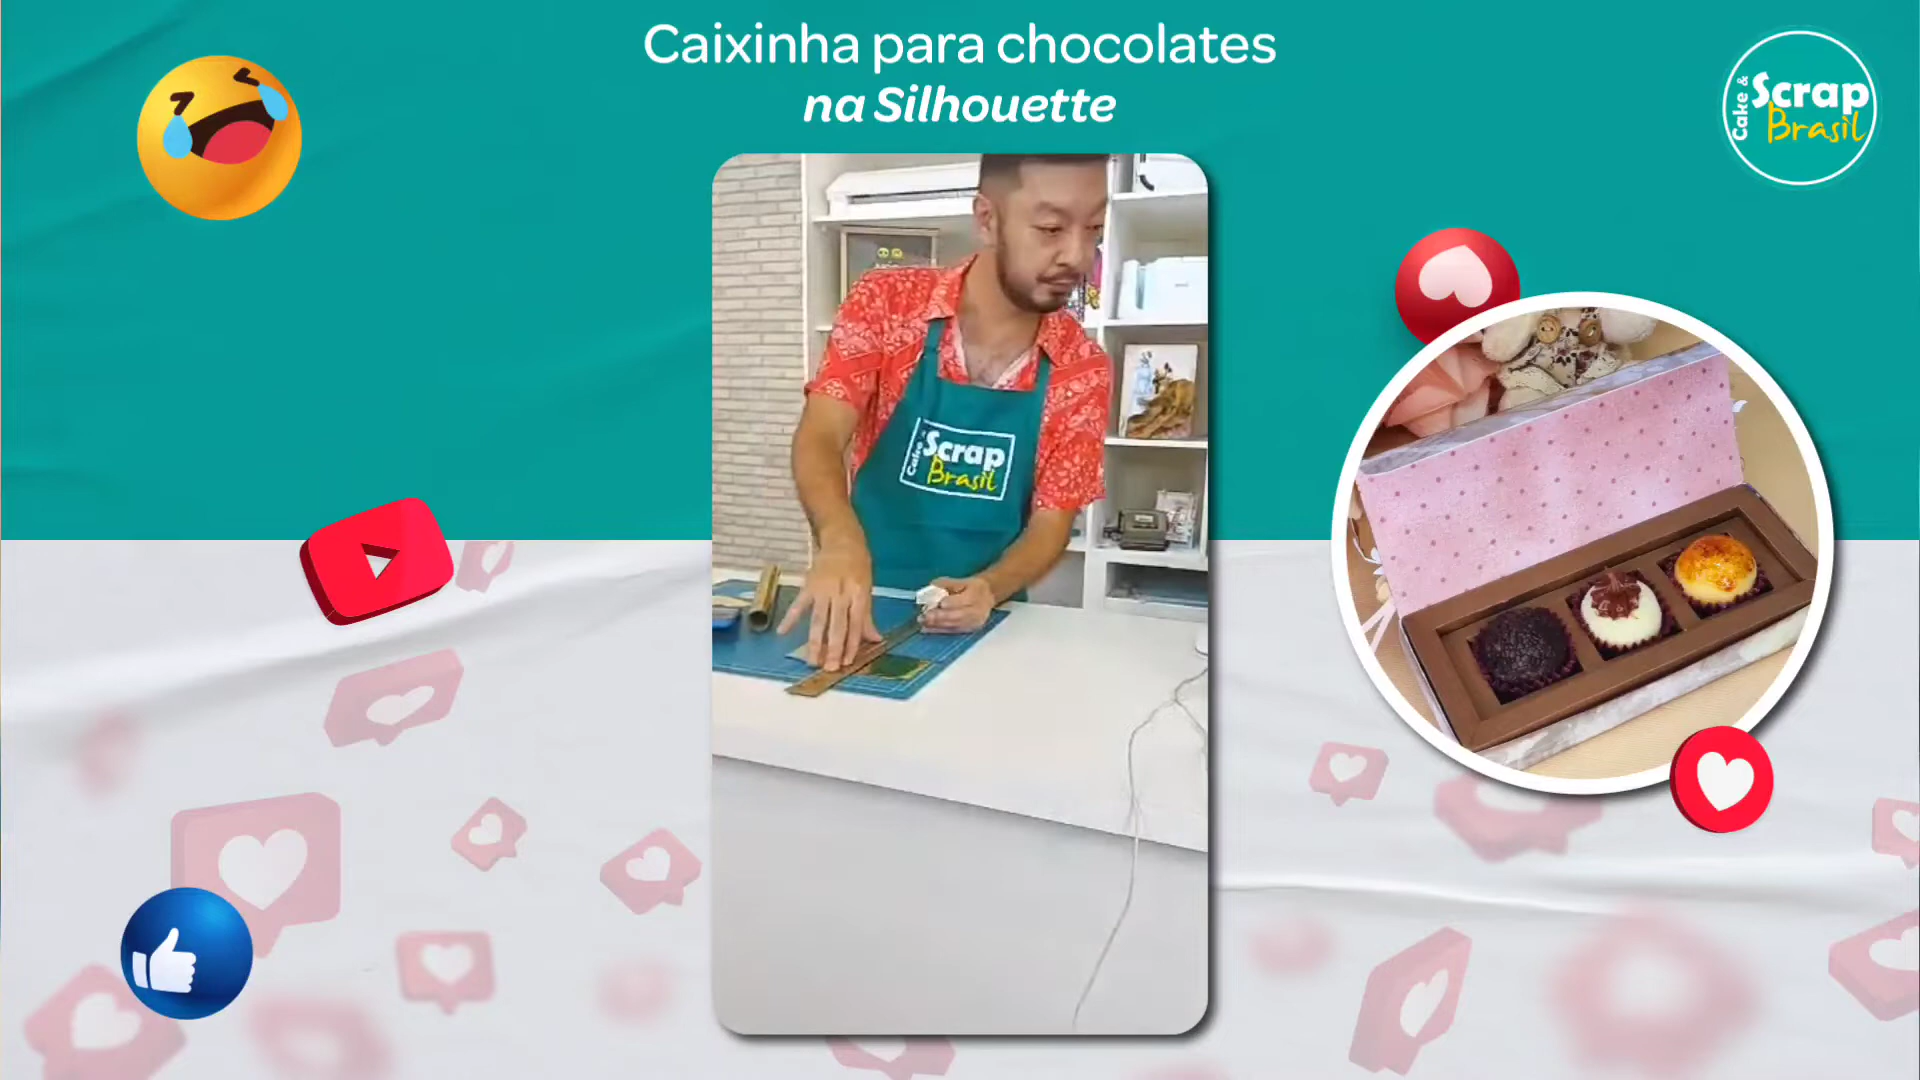 Caixinha para chocolates
na Silhouette
Cake &
Scrap
Brasil
Cake &
Scrap
Brasil